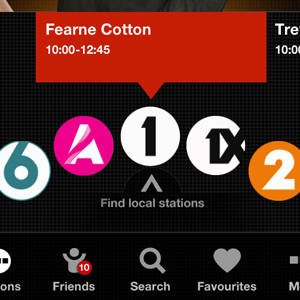 Fearne Cotton
Tre
10:00-12:45
13:
6
A
1
1X
2
Find local stations
10
ons
Friends
Search
Favourites
M